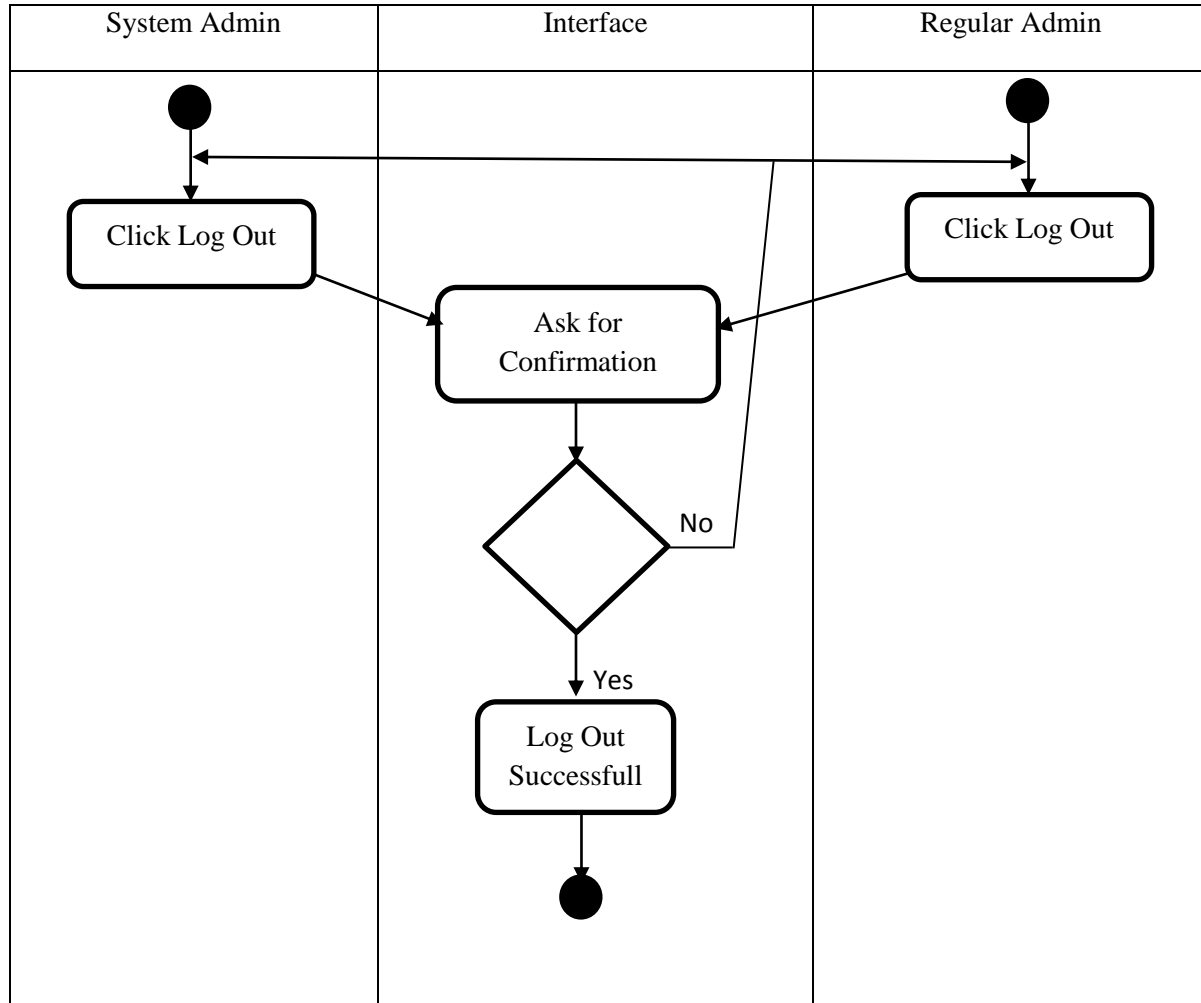 System Admin
Interface
Regular Admin
Click Log Out
Click Log Out
Ask for
Confirmation
No
Yes
Log Out
Successfull